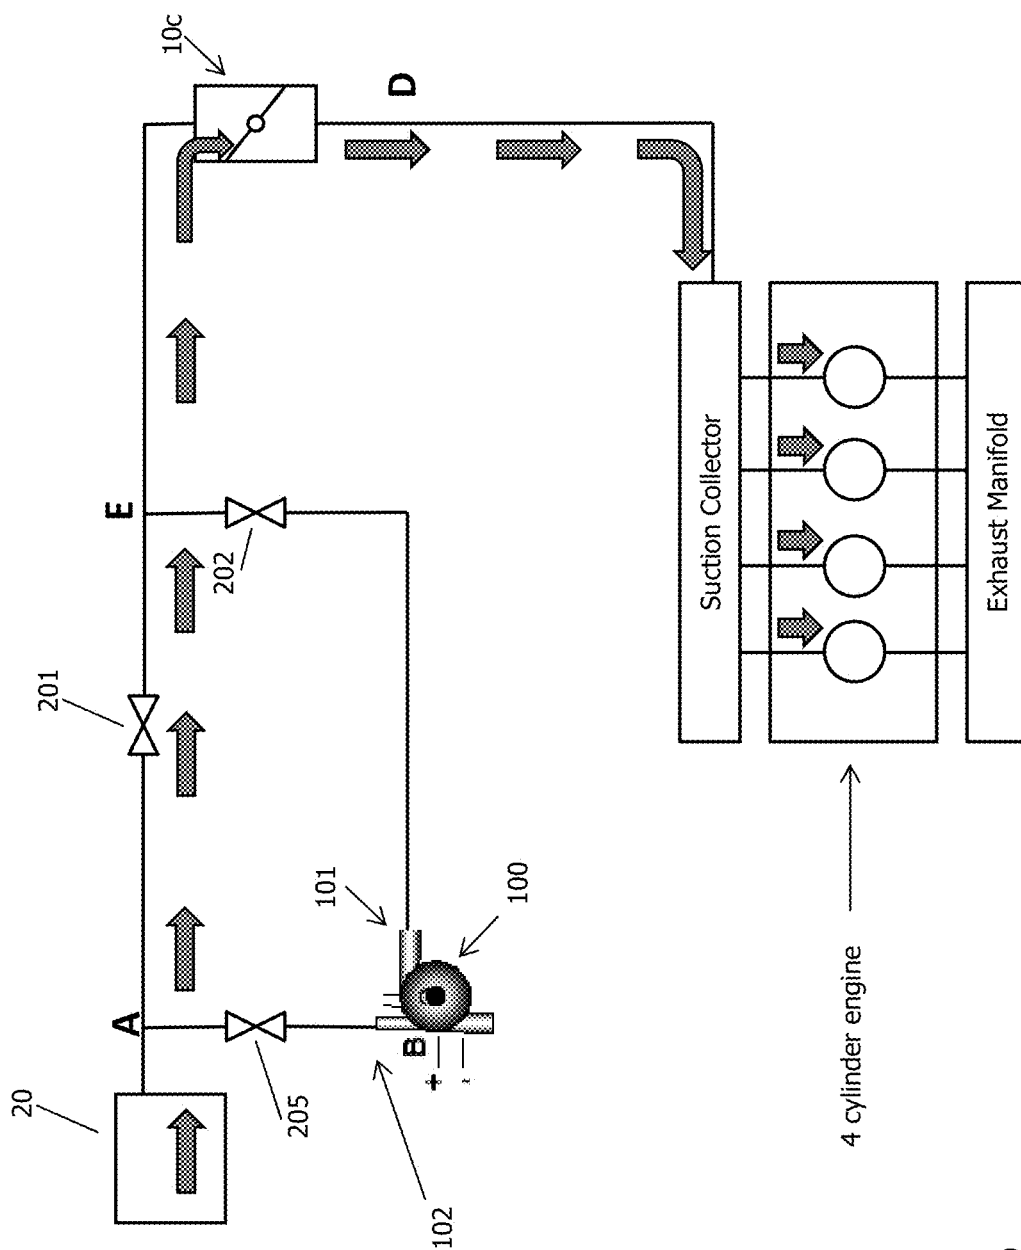 10c
D
E
202
201
101
100
A
B
+
-
205
20
102
Suction Collector
Exhaust Manifold
4 cylinder engine